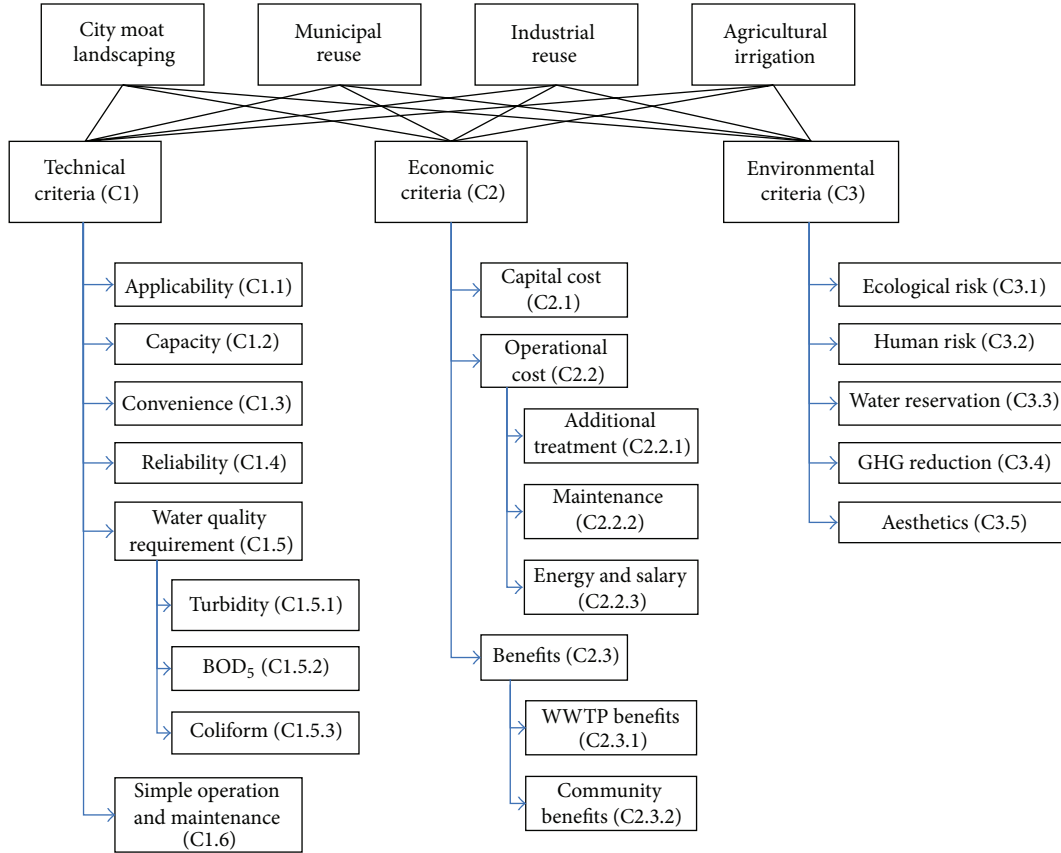 City moat
landscaping
Municipal
reuse
Industrial
reuse
Agricultural
irrigation
Technical
criteria (C1)
Economic
criteria (C2)
Environmental
criteria (C3)
Applicability (C1.1)
Capacity (C1.2)
Convenience (C1.3)
Reliability (C1.4)
Water quality
requirement (C1.5)
Turbidity (C1.5.1)
BOD₅ (C1.5.2)
Coliform (C1.5.3)
Simple operation
and maintenance
(C1.6)
Capital cost
(C2.1)
Operational
cost (C2.2)
Additional
treatment (C2.2.1)
Maintenance
(C2.2.2)
Energy and salary
(C2.2.3)
Benefits (C2.3)
WWTP benefits
(C2.3.1)
Community
benefits (C2.3.2)
Ecological risk (C3.1)
Human risk (C3.2)
Water reservation (C3.3)
GHG reduction (C3.4)
Aesthetics (C3.5)